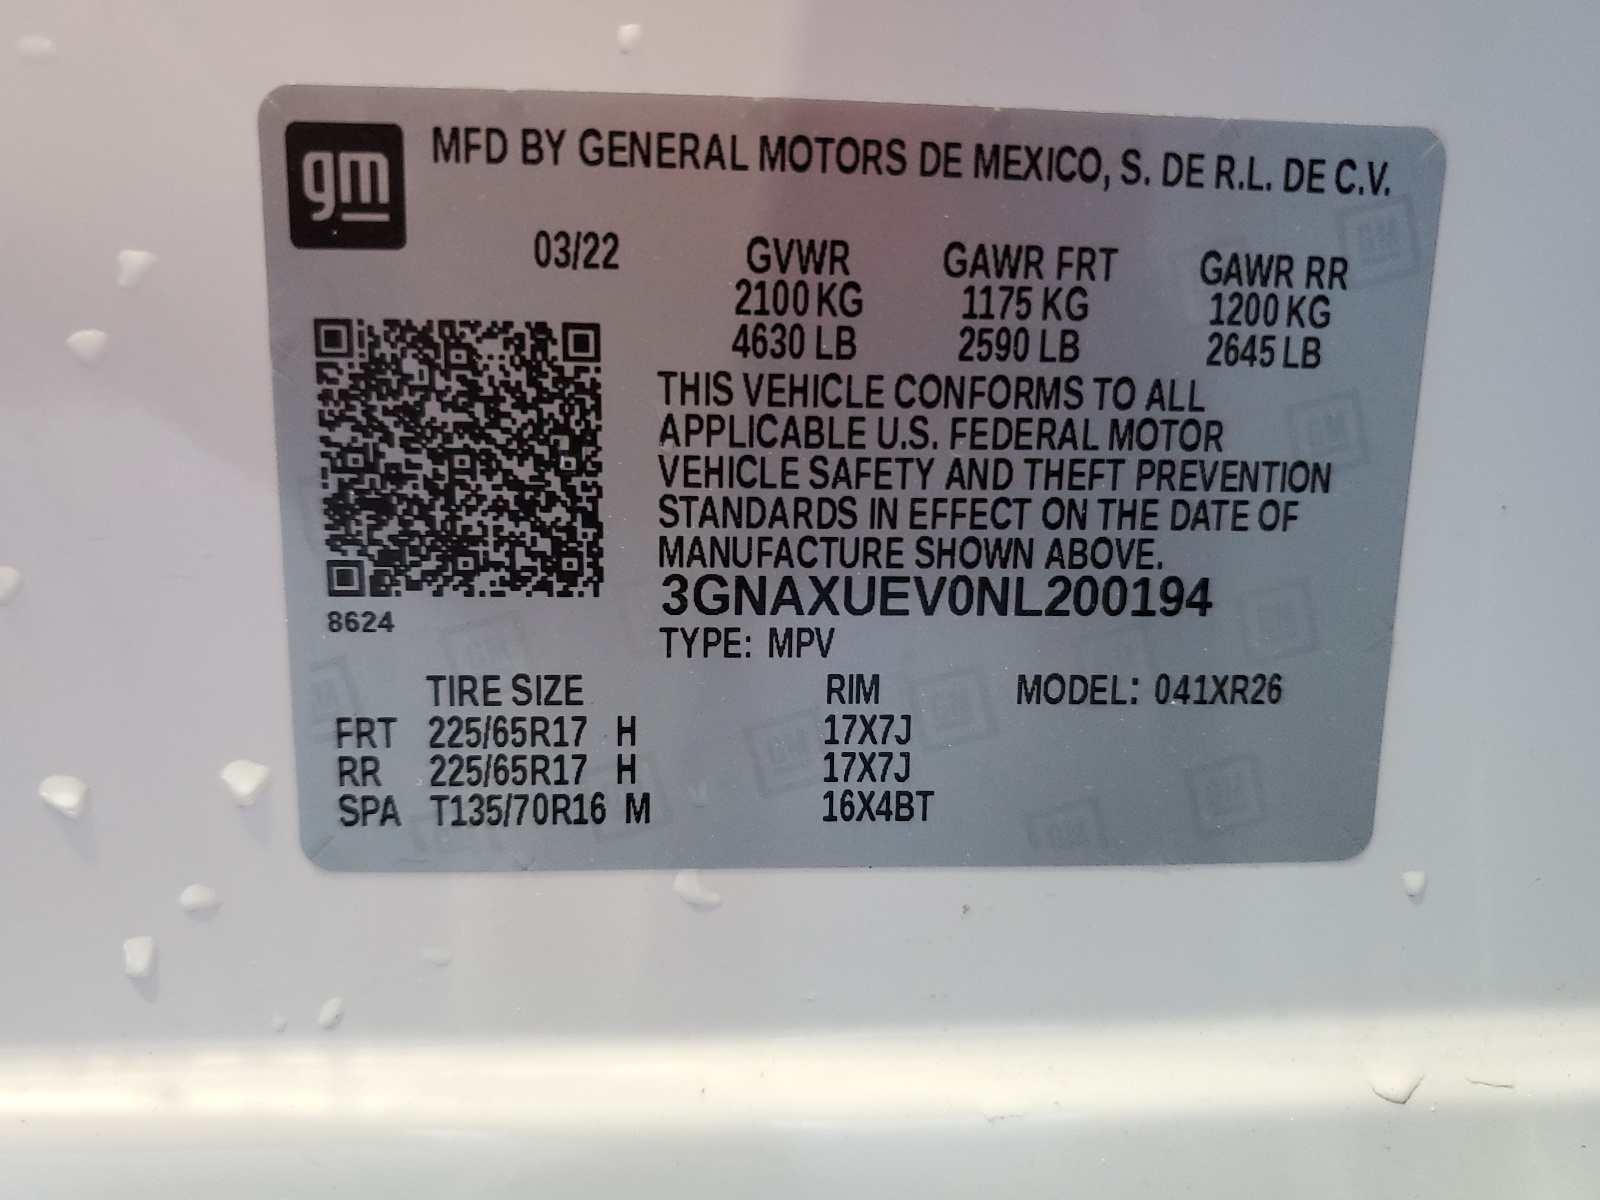 gm MFD BY GENERAL MOTORS DE MEXICO, S. DE R.L. DE C.V.
03/22 GVWR GAWR FRT GAWR RR
2100 KG 1175 KG 1200 KG
4630 LB 2590 LB 2645 LB
THIS VEHICLE CONFORMS TO ALL
APPLICABLE U.S. FEDERAL MOTOR
VEHICLE SAFETY AND THEFT PREVENTION
STANDARDS IN EFFECT ON THE DATE OF
MANUFACTURE SHOWN ABOVE.
3GNAXUEV0NL200194
8624
TYPE: MPV
TIRE SIZE RIM MODEL: 041XR26
FRT 225/65R17 H 17X7J
RR 225/65R17 H 17X7J
SPA T135/70R16 M 16X4BT